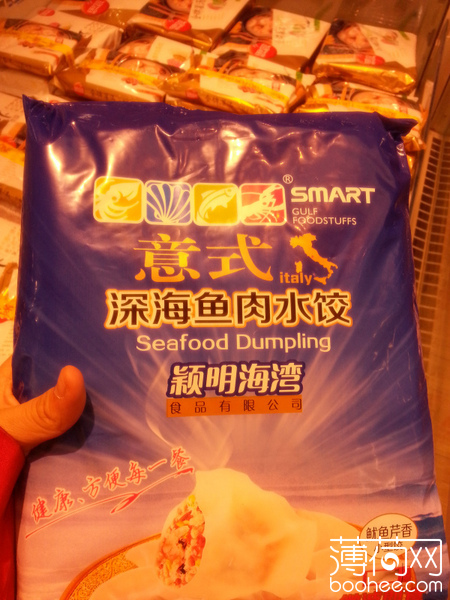 ® SMART
GULF
FOODSTUFFS
意式
italy
深海鱼肉水饺
Seafood Dumpling
颖明海湾
食品有限公司
健康、方便每一餐
鱿鱼芹香
薄荷网
boohee.com